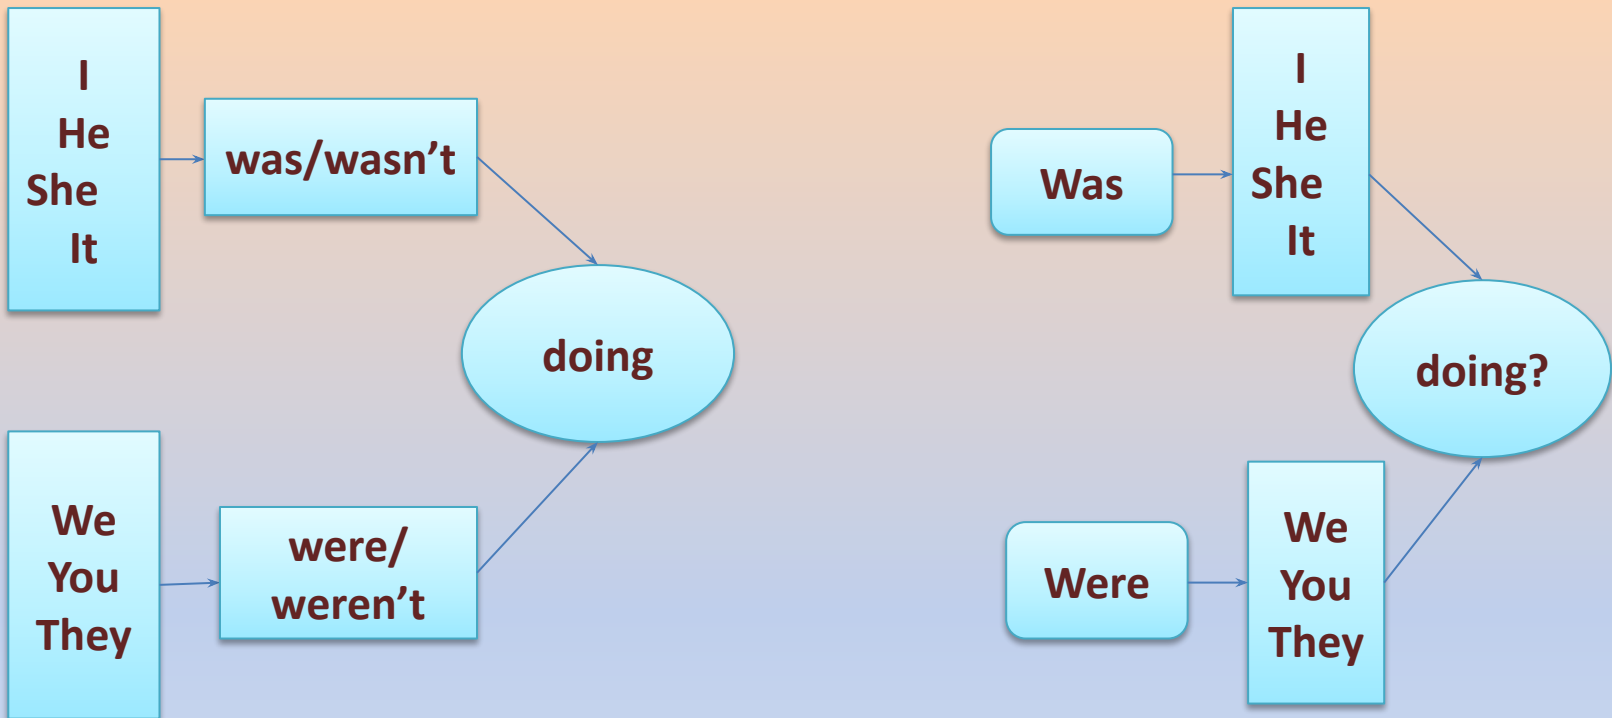 I
He
She
It
was/wasn't
doing
We
You
They
were/
weren't
Was
I
He
She
It
doing?
Were
We
You
They